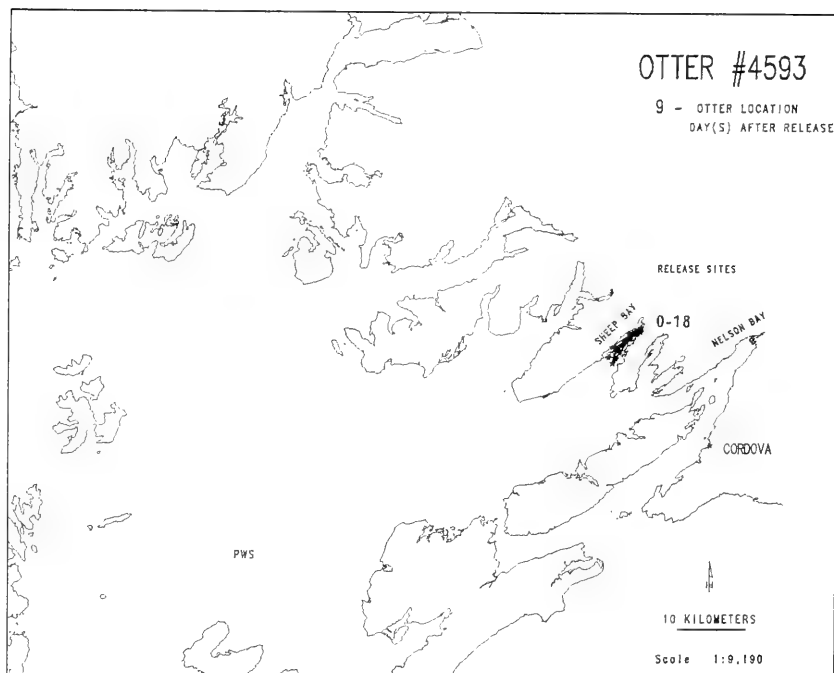 OTTER #4593
9 - OTTER LOCATION
DAY(S) AFTER RELEASE
RELEASE SITES
SHEEP BAY
0-18
NELSON BAY
CORDOVA
PWS
10 KILOMETERS
Scale 1:9,190